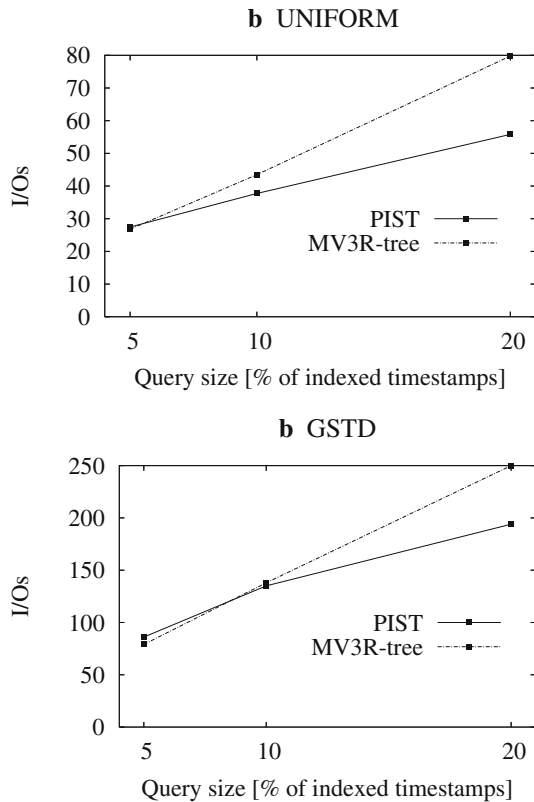 b UNIFORM
80
70
60
50
40
30
20
10
0
I/Os
PIST
MV3R-tree
5 10 20
Query size [% of indexed timestamps]
b GSTD
250
200
150
100
50
0
I/Os
PIST
MV3R-tree
5 10 20
Query size [% of indexed timestamps]